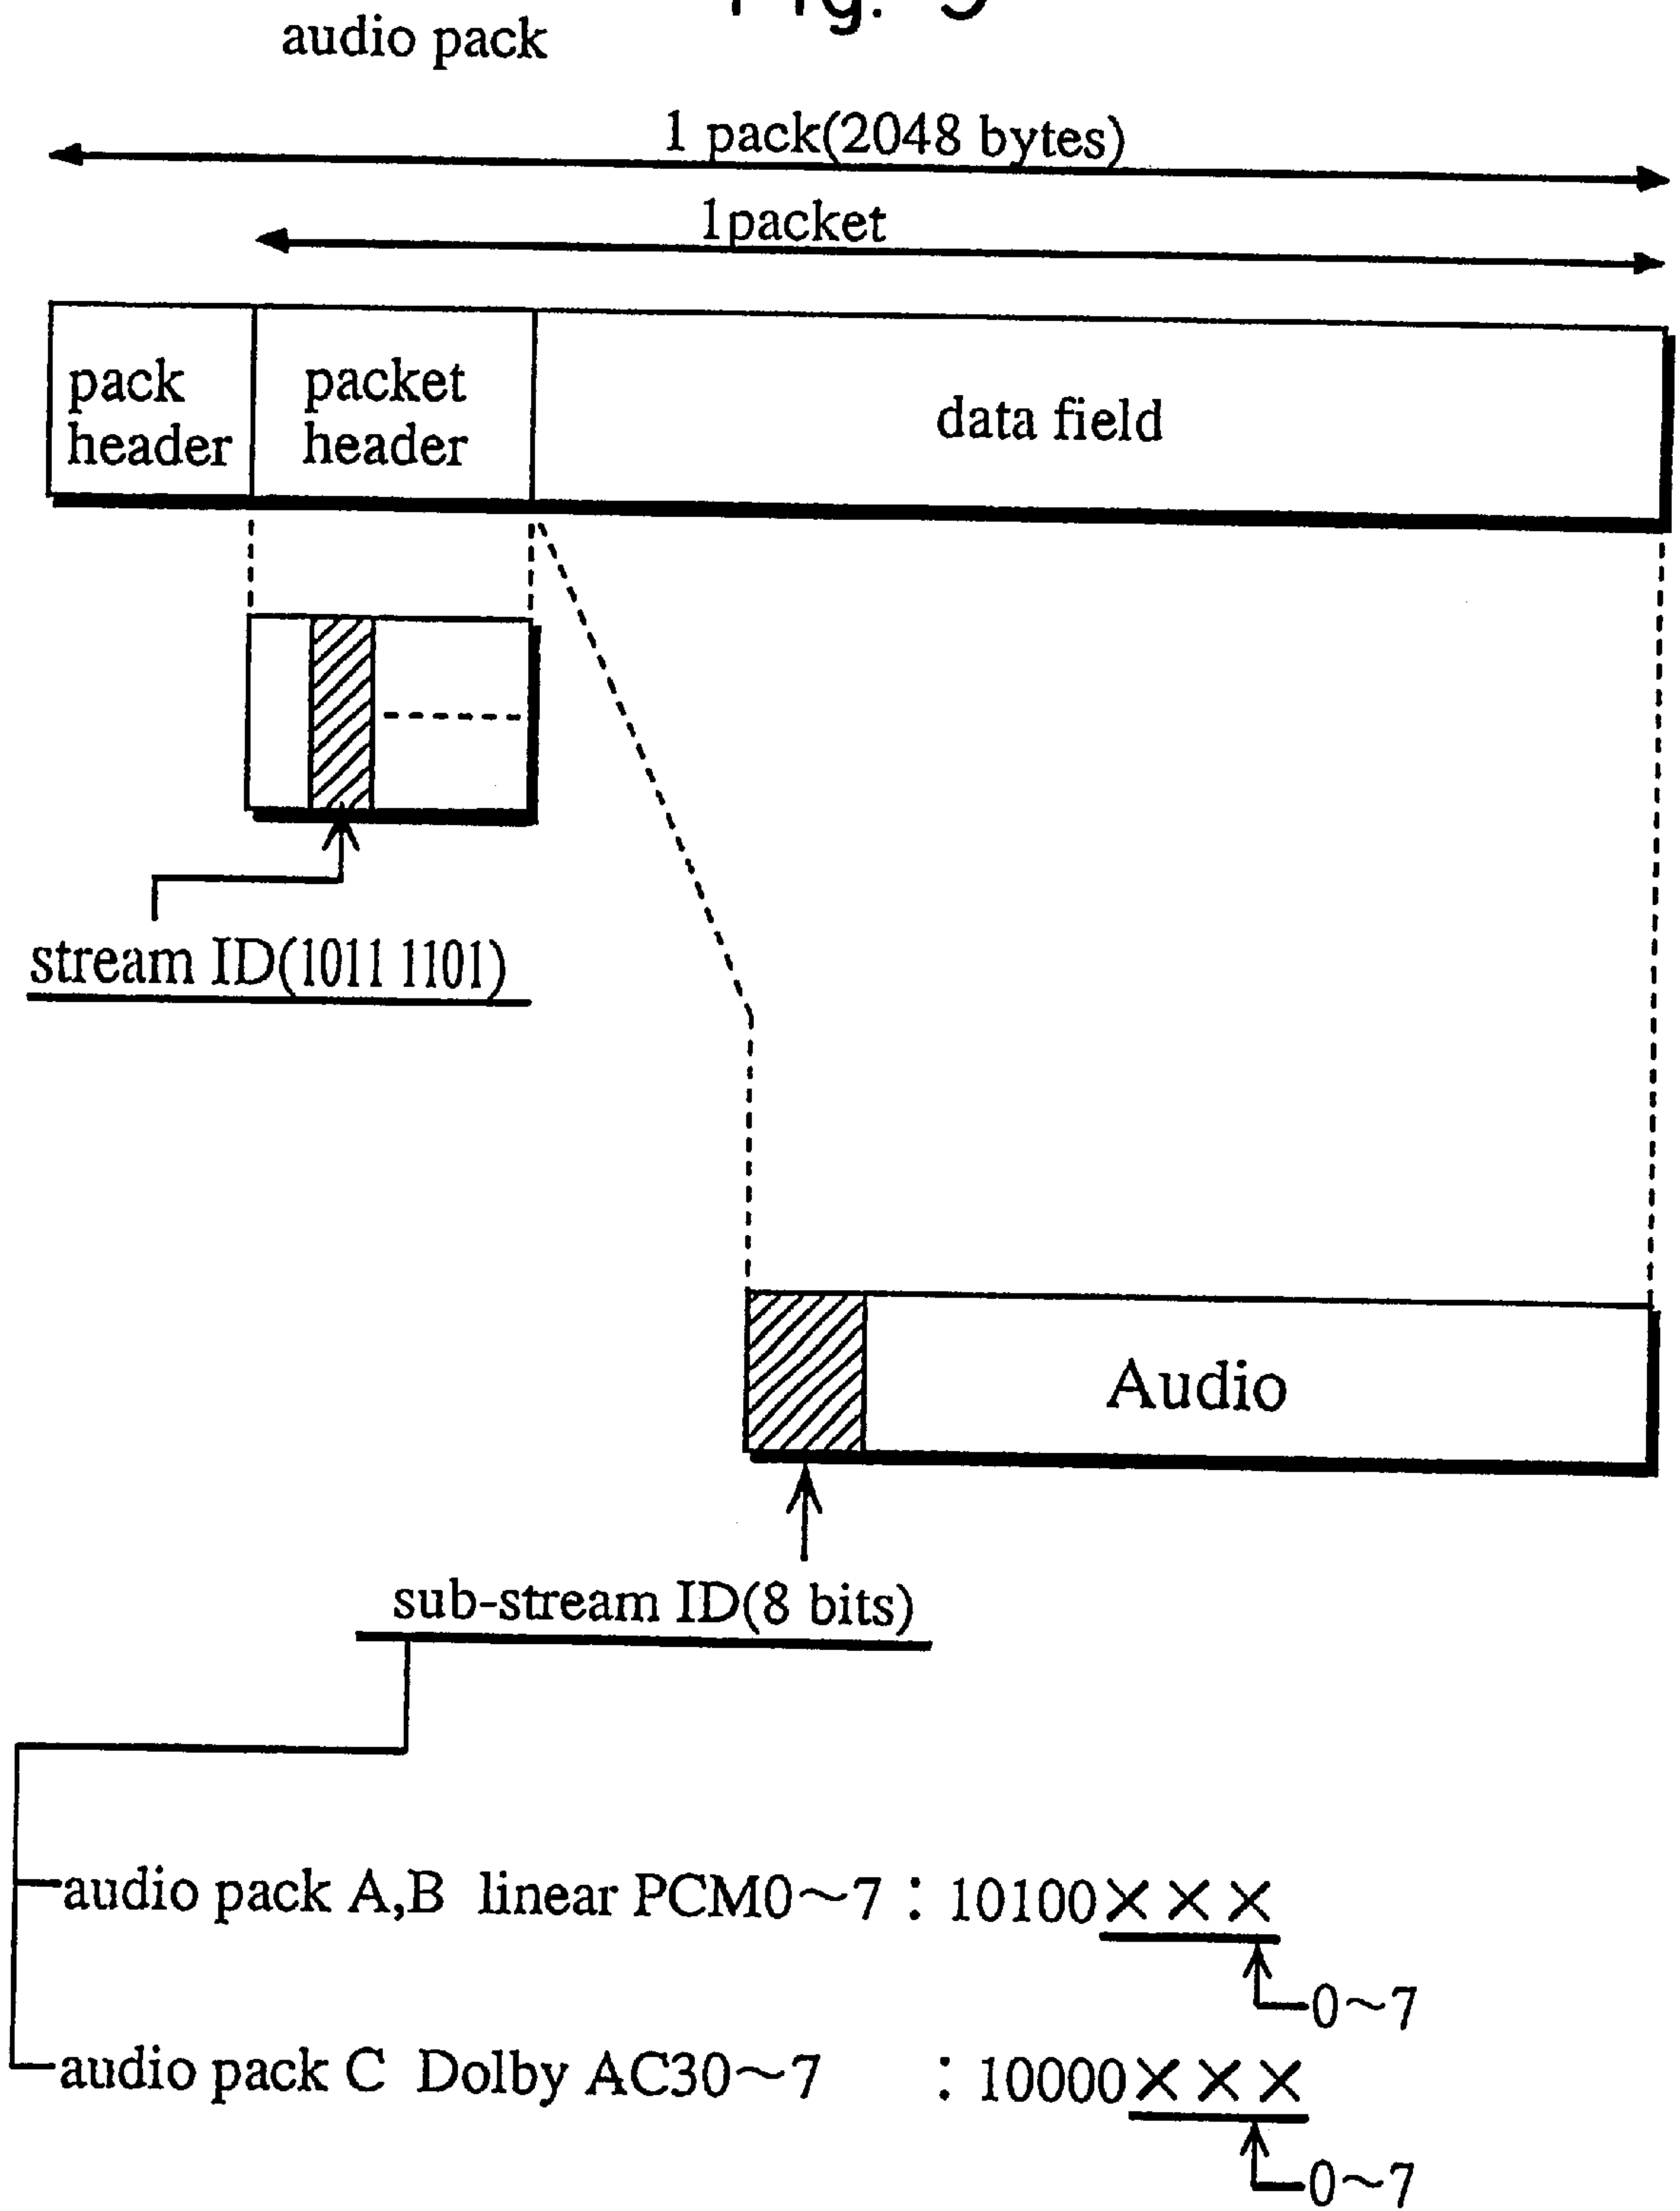 audio pack
1 pack(2048 bytes)
1packet
pack
header
packet
header
data field
stream ID(1011 1101)
Audio
sub-stream ID(8 bits)
audio pack A,B linear PCM0～7 : 10100×××
0～7
audio pack C Dolby AC30～7 : 10000×××
0～7